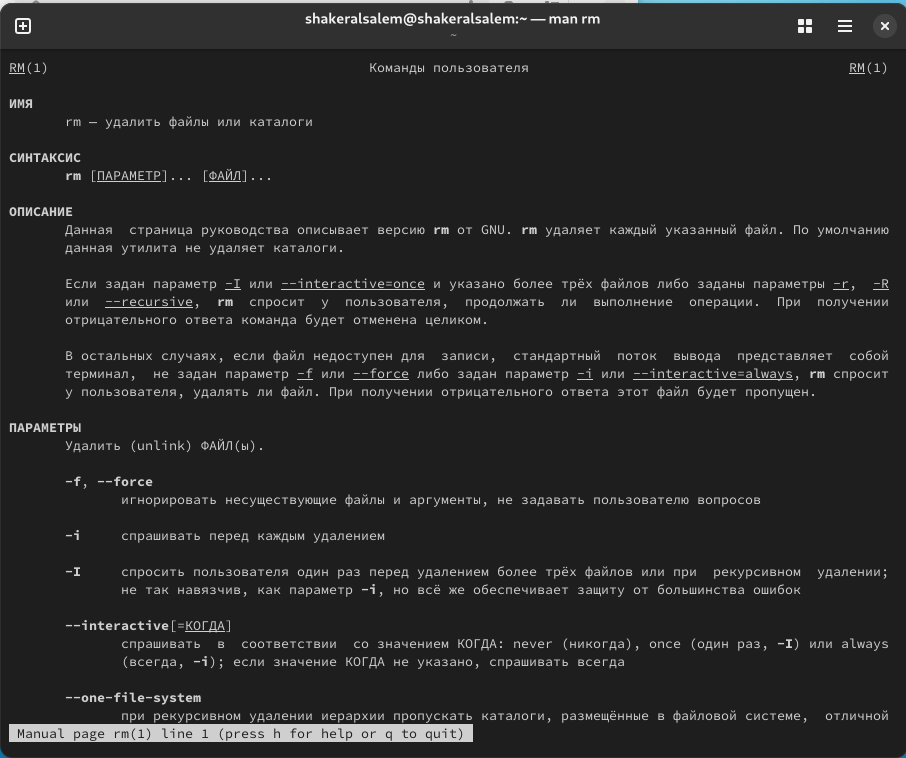 shakeralsalem@shakeralsalem:~ — man rm
~
RM(1) Команды пользователя RM(1)
ИМЯ
rm — удалить файлы или каталоги
СИНТАКСИС
rm [ПАРАМЕТР]... [ФАЙЛ]...
ОПИСАНИЕ
Данная страница руководства описывает версию rm от GNU. rm удаляет каждый указанный файл. По умолчанию
данная утилита не удаляет каталоги.
Если задан параметр -I или --interactive=once и указано более трёх файлов либо заданы параметры -r, -R
или --recursive, rm спросит у пользователя, продолжать ли выполнение операции. При получении
отрицательного ответа команда будет отменена целиком.
В остальных случаях, если файл недоступен для записи, стандартный поток вывода представляет собой
терминал, не задан параметр -f или --force либо задан параметр -i или --interactive=always, rm спросит
у пользователя, удалять ли файл. При получении отрицательного ответа этот файл будет пропущен.
ПАРАМЕТРЫ
Удалить (unlink) ФАЙЛ(ы).
-f, --force
игнорировать несуществующие файлы и аргументы, не задавать пользователю вопросов
-i спрашивать перед каждым удалением
-I спросить пользователя один раз перед удалением более трёх файлов или при рекурсивном удалении;
не так навязчив, как параметр -i, но всё же обеспечивает защиту от большинства ошибок
--interactive[=КОГДА]
спрашивать в соответствии со значением КОГДА: never (никогда), once (один раз, -I) или always
(всегда, -i); если значение КОГДА не указано, спрашивать всегда
--one-file-system
при рекурсивном удалении иерархии пропускать каталоги, размещённые в файловой системе, отличной
Manual page rm(1) line 1 (press h for help or q to quit)